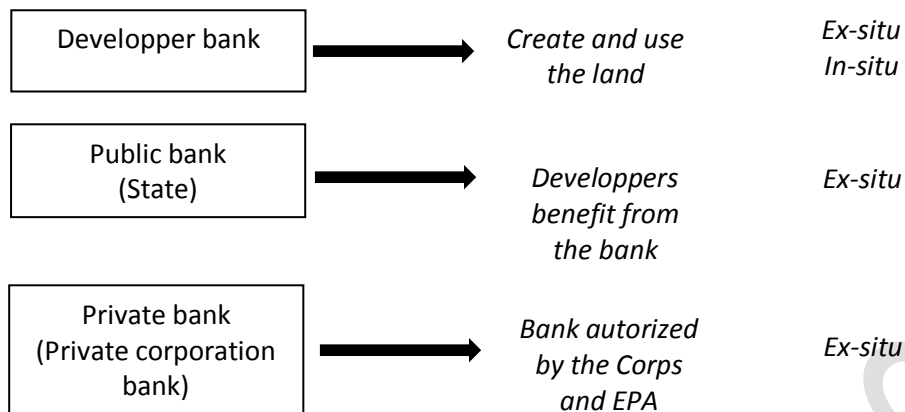 Developper bank
Create and use
the land
Ex-situ
In-situ
Public bank
(State)
Developpers
benefit from
the bank
Ex-situ
Private bank
(Private corporation
bank)
Bank autorized
by the Corps
and EPA
Ex-situ